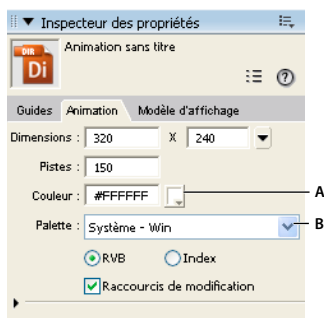 Inspecteur des propriétés
DIR
Di
Animation sans titre
Guides Animation Modèle d'affichage
Dimensions : 320 X 240
Pistes : 150
Couleur : #FFFFFF A
Palette : Système - Win B
RVB Index
Raccourcis de modification